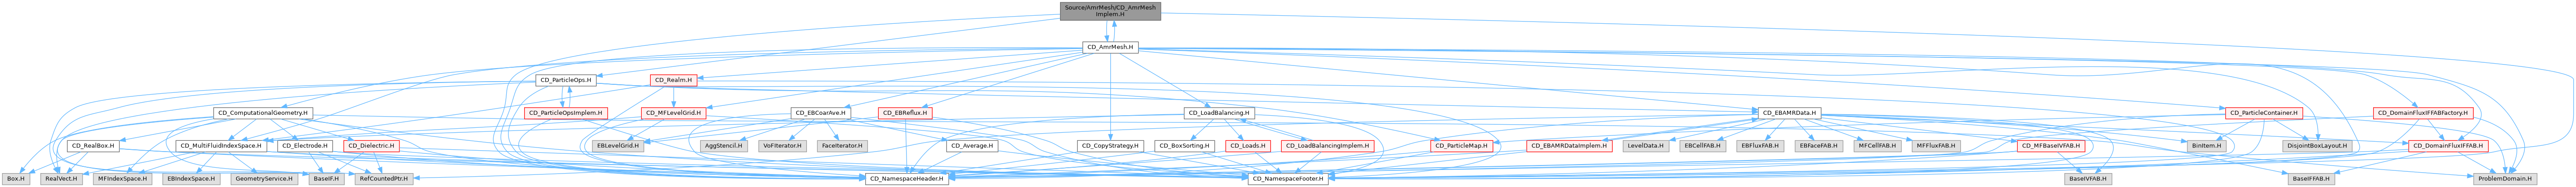 Source/AmrMesh/CD_AmrMesh
Implem.H
CD_AmrMesh.H
CD_ParticleOps.H
CD_Realm.H
CD_ComputationalGeometry.H
CD_ParticleOpsImplem.H
CD_MFLevelGrid.H
CD_EBCoarAve.H
CD_EBReflux.H
CD_LoadBalancing.H
CD_EBAMRData.H
CD_ParticleContainer.H
CD_DomainFluxIFFABFactory.H
CD_RealBox.H
CD_MultiFluidIndexSpace.H
CD_Electrode.H
CD_Dielectric.H
EBLevelGrid.H
AggStencil.H
VoFIterator.H
FaceIterator.H
CD_Average.H
CD_CopyStrategy.H
CD_BoxSorting.H
CD_Loads.H
CD_LoadBalancingImplem.H
CD_ParticleMap.H
CD_EBAMRDataImplem.H
LevelData.H
EBCellFAB.H
EBFluxFAB.H
EBFaceFAB.H
MFCellFAB.H
MFFluxFAB.H
CD_MFBaseIVFAB.H
BinItem.H
DisjointBoxLayout.H
CD_DomainFluxIFFAB.H
Box.H
RealVect.H
MFIndexSpace.H
EBIndexSpace.H
GeometryService.H
BaseIF.H
RefCountedPtr.H
CD_NamespaceHeader.H
CD_NamespaceFooter.H
BaseIVFAB.H
BaseIFFAB.H
ProblemDomain.H